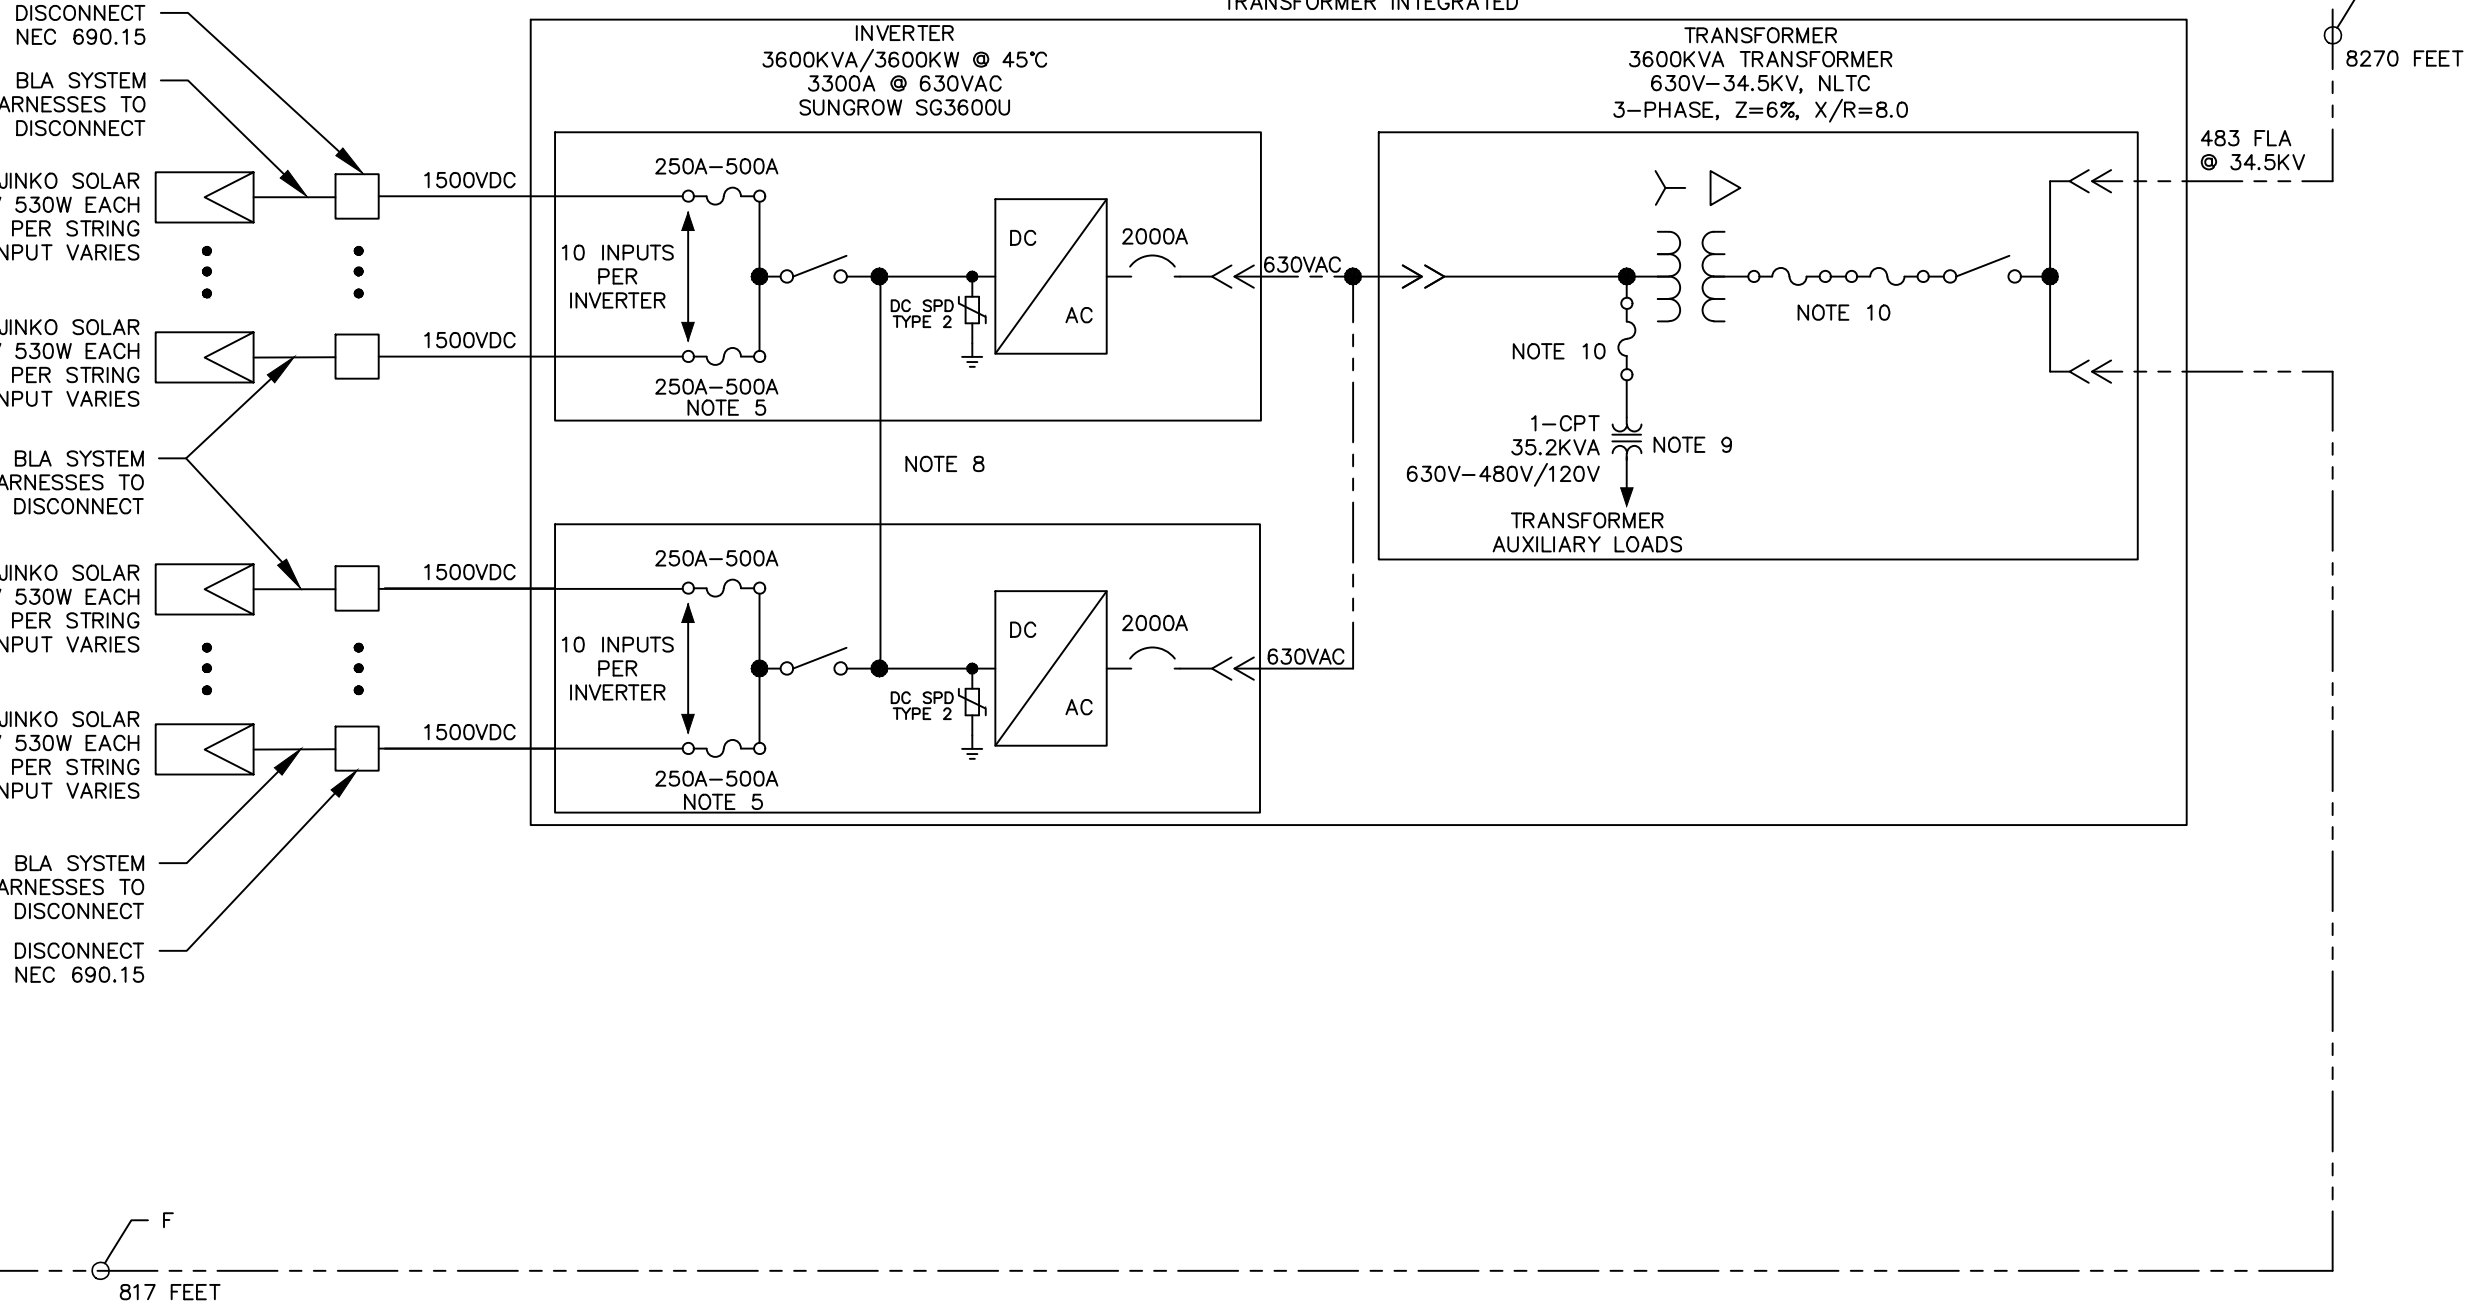 DISCONNECT
NEC 690.15
BLA SYSTEM
ARNESSES TO
DISCONNECT
JINKO SOLAR
530W EACH
PER STRING
NPUT VARIES
JINKO SOLAR
530W EACH
PER STRING
NPUT VARIES
BLA SYSTEM
ARNESSES TO
DISCONNECT
JINKO SOLAR
530W EACH
PER STRING
NPUT VARIES
JINKO SOLAR
530W EACH
PER STRING
NPUT VARIES
BLA SYSTEM
ARNESSES TO
DISCONNECT
DISCONNECT
NEC 690.15
1500VDC
1500VDC
1500VDC
1500VDC
TRANSFORMER INTEGRATED
INVERTER
3600KVA/3600KW @ 45°C
3300A @ 630VAC
SUNGROW SG3600U
250A-500A
10 INPUTS
PER
INVERTER
250A-500A
NOTE 5
DC SPD
TYPE 2
DC
AC
2000A
630VAC
NOTE 8
250A-500A
10 INPUTS
PER
INVERTER
250A-500A
NOTE 5
DC SPD
TYPE 2
DC
AC
2000A
630VAC
TRANSFORMER
3600KVA TRANSFORMER
630V-34.5KV, NLTC
3-PHASE, Z=6%, X/R=8.0
NOTE 10
NOTE 10
1-CPT
35.2KVA
630V-480V/120V
NOTE 9
TRANSFORMER
AUXILIARY LOADS
483 FLA
@ 34.5KV
8270 FEET
F
817 FEET